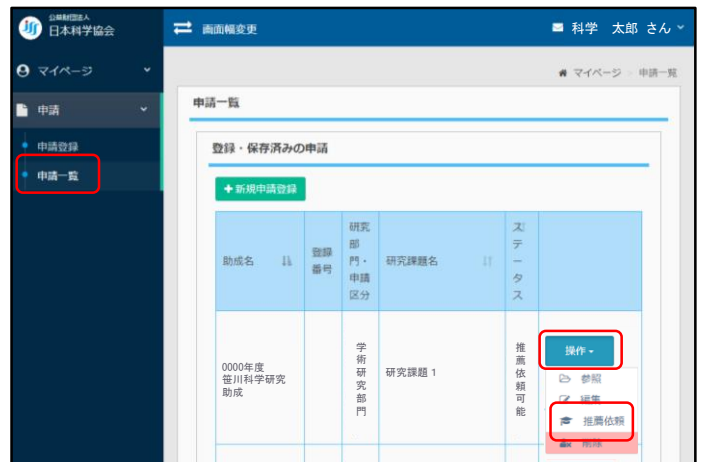 公益財団法人
日本科学協会
画面幅変更
科学 太郎 さん
マイページ
マイページ 申請一覧
申請
申請一覧
申請登録
申請一覧
登録・保存済みの申請
+新規申請登録
助成名
登録番号
研究部門・申請区分
研究課題名
ステータス
0000年度
笹川科学研究
助成
学術研究部門
研究課題 1
推薦依頼可能
操作
参照
編集
推薦依頼
削除